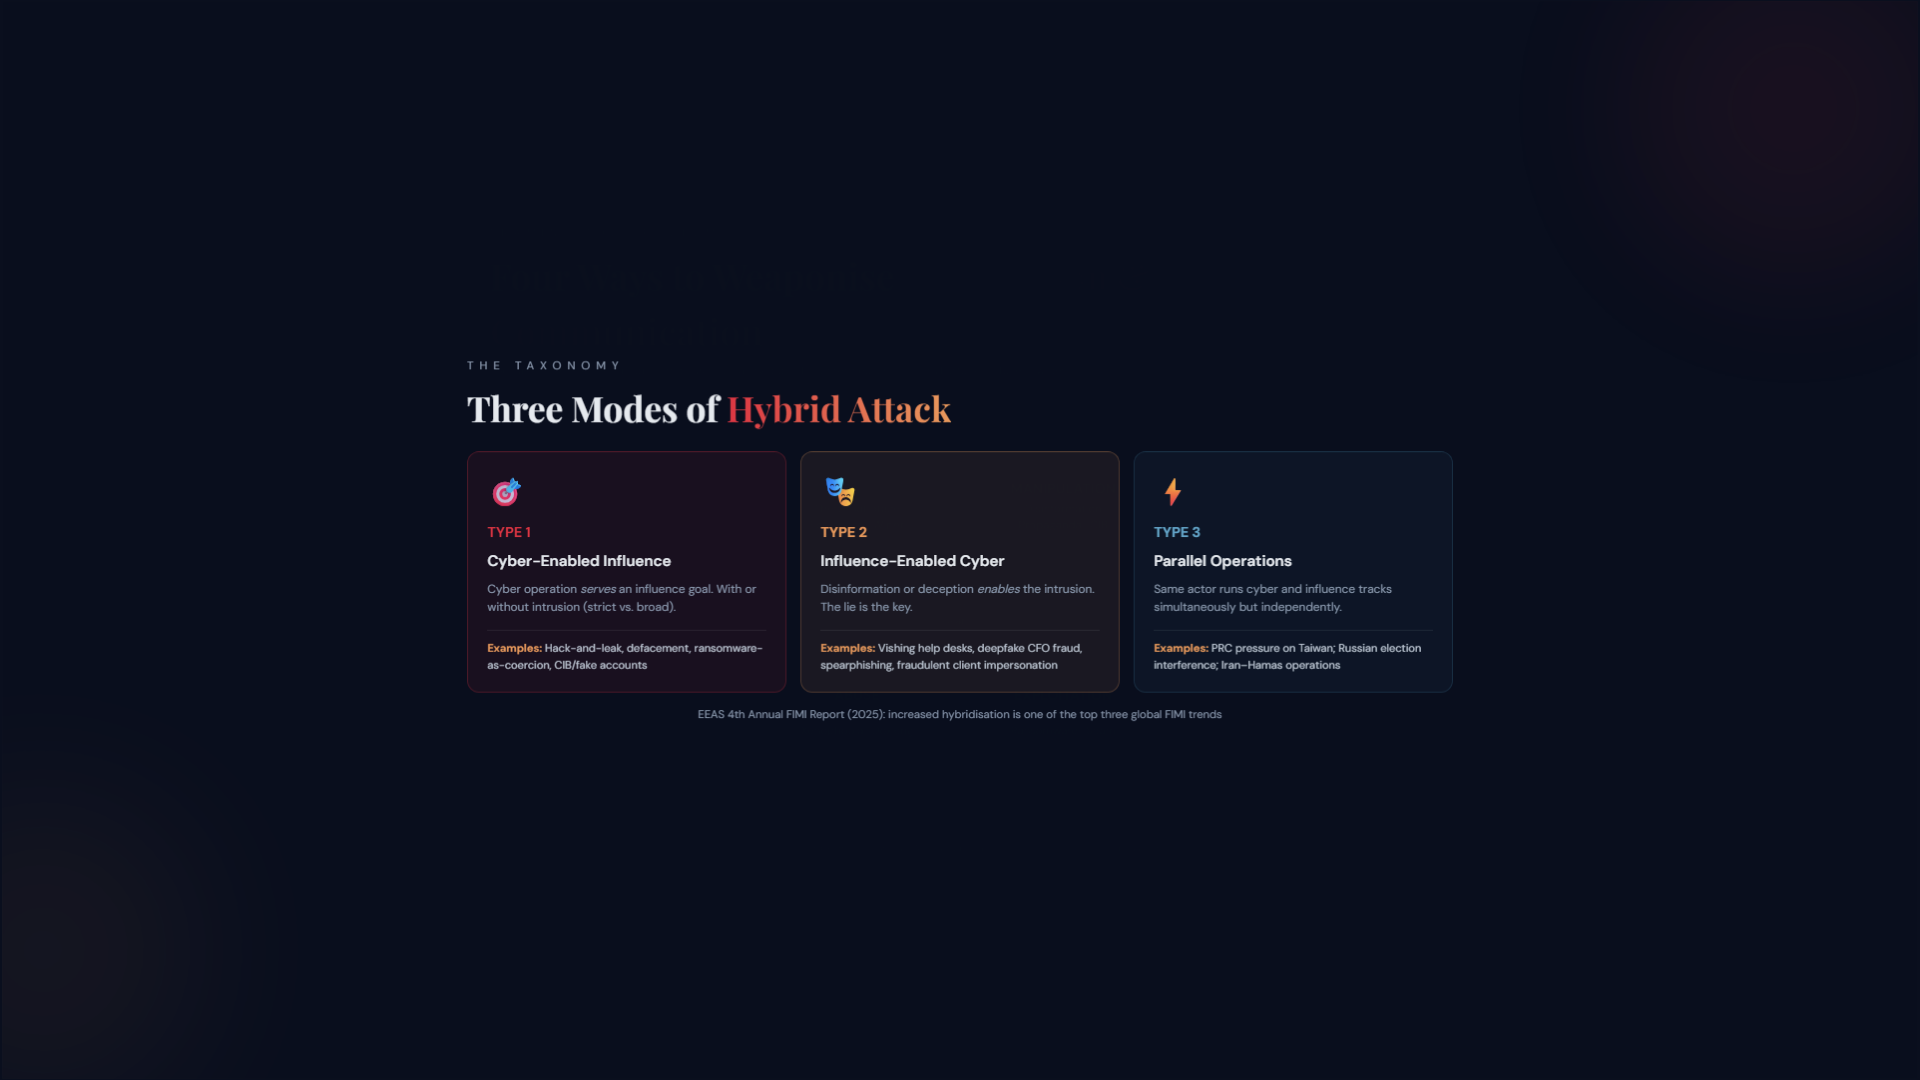 THE TAXONOMY
Three Modes of Hybrid Attack
TYPE 1
Cyber-Enabled Influence
Cyber operation serves an influence goal. With or
without intrusion (strict vs. broad).
Examples: Hack-and-leak, defacement, ransomware-
as-coercion, CIB/fake accounts
TYPE 2
Influence-Enabled Cyber
Disinformation or deception enables the intrusion.
The lie is the key.
Examples: Vishing help desks, deepfake CFO fraud,
spearphishing, fraudulent client impersonation
TYPE 3
Parallel Operations
Same actor runs cyber and influence tracks
simultaneously but independently.
Examples: PRC pressure on Taiwan; Russian election
interference; Iran–Hamas operations
EEAS 4th Annual FIMI Report (2025): increased hybridisation is one of the top three global FIMI trends